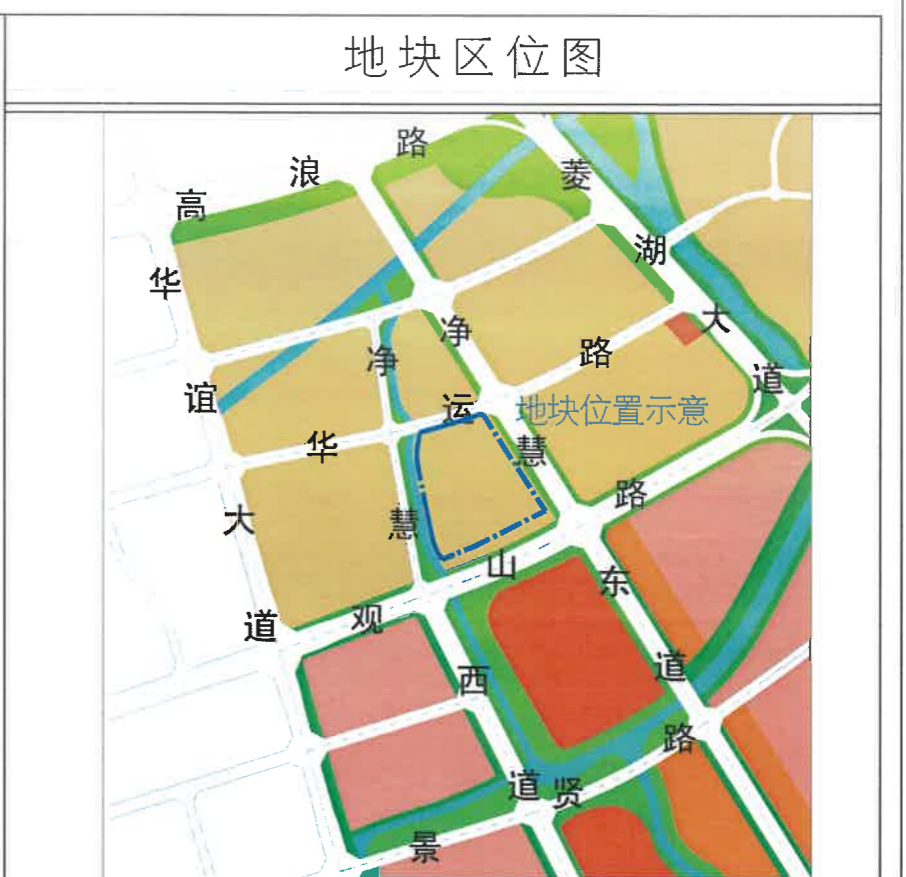 地块区位图
高浪路
菱湖大道
华谊大道
净慧西道
净慧东道
华运路
地块位置示意
观山路
景贤路